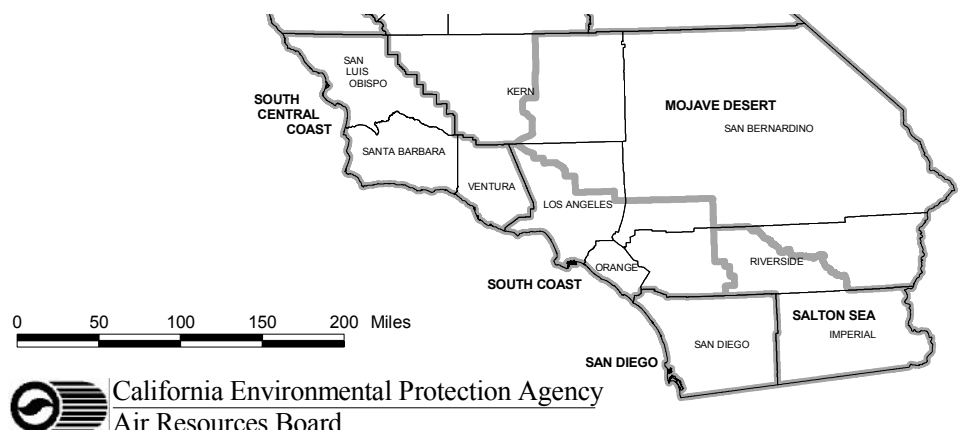 SAN
LUIS
OBISPO
SOUTH
CENTRAL
COAST
KERN
MOJAVE DESERT
SAN BERNARDINO
SANTA BARBARA
VENTURA
LOS ANGELES
ORANGE
RIVERSIDE
SOUTH COAST
SALTON SEA
IMPERIAL
SAN DIEGO
SAN DIEGO
0 50 100 150 200 Miles
California Environmental Protection Agency
Air Resources Board